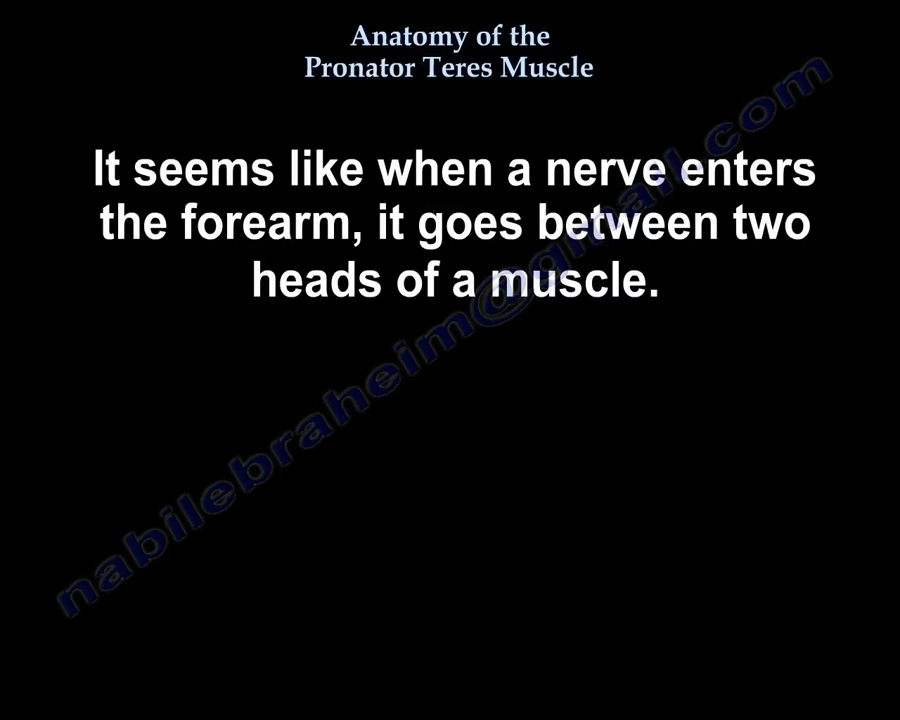 Anatomy of the
Pronator Teres Muscle
It seems like when a nerve enters
the forearm, it goes between two
heads of a muscle.
nabilebraheim@gmail.com